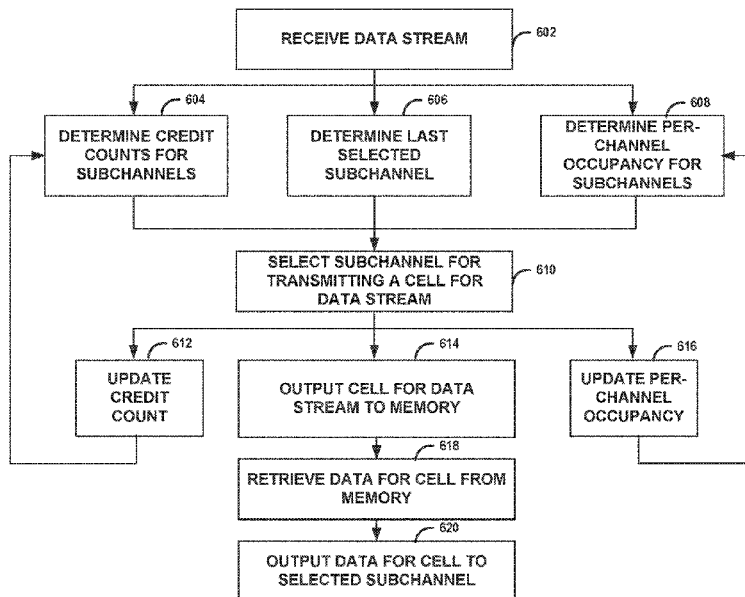 RECEIVE DATA STREAM
602
604
606
608
DETERMINE CREDIT
COUNTS FOR
SUBCHANNELS
DETERMINE LAST
SELECTED
SUBCHANNEL
DETERMINE PER-
CHANNEL
OCCUPANCY FOR
SUBCHANNELS
SELECT SUBCHANNEL FOR
TRANSMITTING A CELL FOR
DATA STREAM
610
612
614
616
UPDATE
CREDIT
COUNT
OUTPUT CELL FOR DATA
STREAM TO MEMORY
UPDATE PER-
CHANNEL
OCCUPANCY
618
RETRIEVE DATA FOR CELL FROM
MEMORY
620
OUTPUT DATA FOR CELL TO
SELECTED SUBCHANNEL